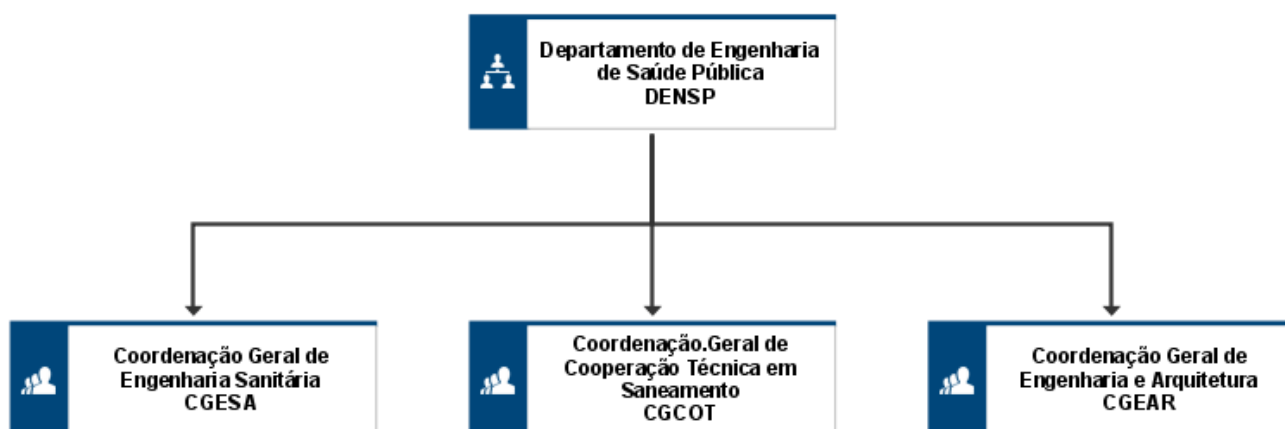 Departamento de Engenharia
de Saúde Pública
DENSP
Coordenação Geral de
Engenharia Sanitária
CGESA
Coordenação.Geral de
Cooperação Técnica em
Saneamento
CGCOT
Coordenação Geral de
Engenharia e Arquitetura
CGEAR